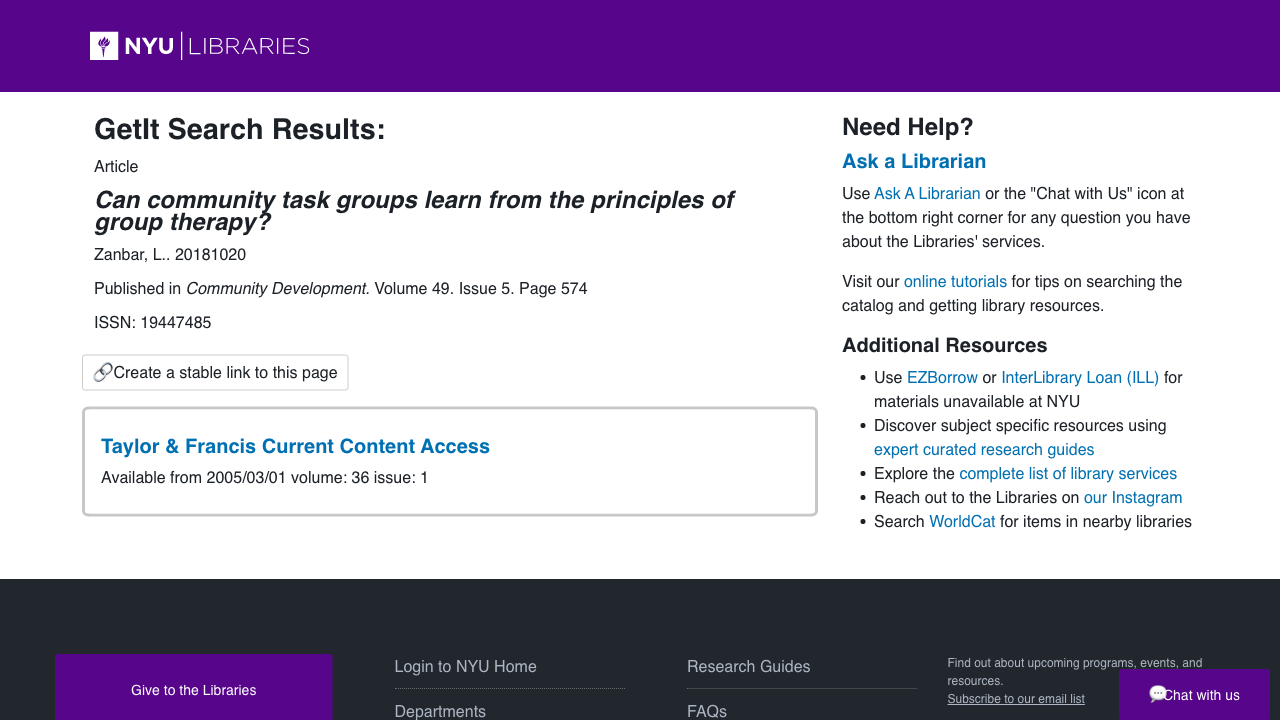 NYU LIBRARIES
GetIt Search Results:
Article
Can community task groups learn from the principles of
group therapy?
Zanbar, L.. 20181020
Published in Community Development. Volume 49. Issue 5. Page 574
ISSN: 19447485
Create a stable link to this page
Taylor & Francis Current Content Access
Available from 2005/03/01 volume: 36 issue: 1
Need Help?
Ask a Librarian
Use Ask A Librarian or the "Chat with Us" icon at
the bottom right corner for any question you have
about the Libraries' services.
Visit our online tutorials for tips on searching the
catalog and getting library resources.
Additional Resources
• Use EZBorrow or InterLibrary Loan (ILL) for
materials unavailable at NYU
• Discover subject specific resources using
expert curated research guides
• Explore the complete list of library services
• Reach out to the Libraries on our Instagram
• Search WorldCat for items in nearby libraries
Give to the Libraries
Login to NYU Home
Departments
Research Guides
FAQs
Find out about upcoming programs, events, and
resources.
Subscribe to our email list
Chat with us